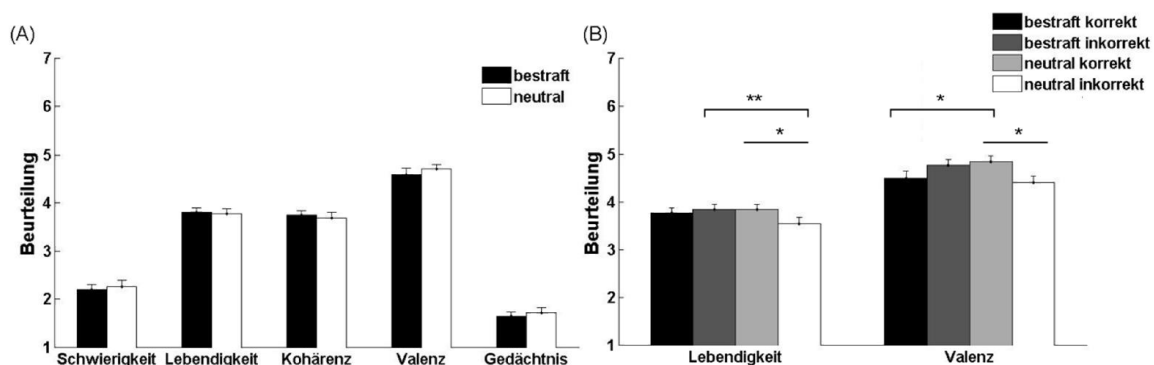 (A)
Beurteilung
7
6
5
4
3
2
1
bestraft
neutral
Schwierigkeit Lebendigkeit Kohärenz Valenz Gedächtnis
(B)
Beurteilung
7
6
5
4
3
2
1
bestraft korrekt
bestraft inkorrekt
neutral korrekt
neutral inkorrekt
** *
* *
Lebendigkeit Valenz